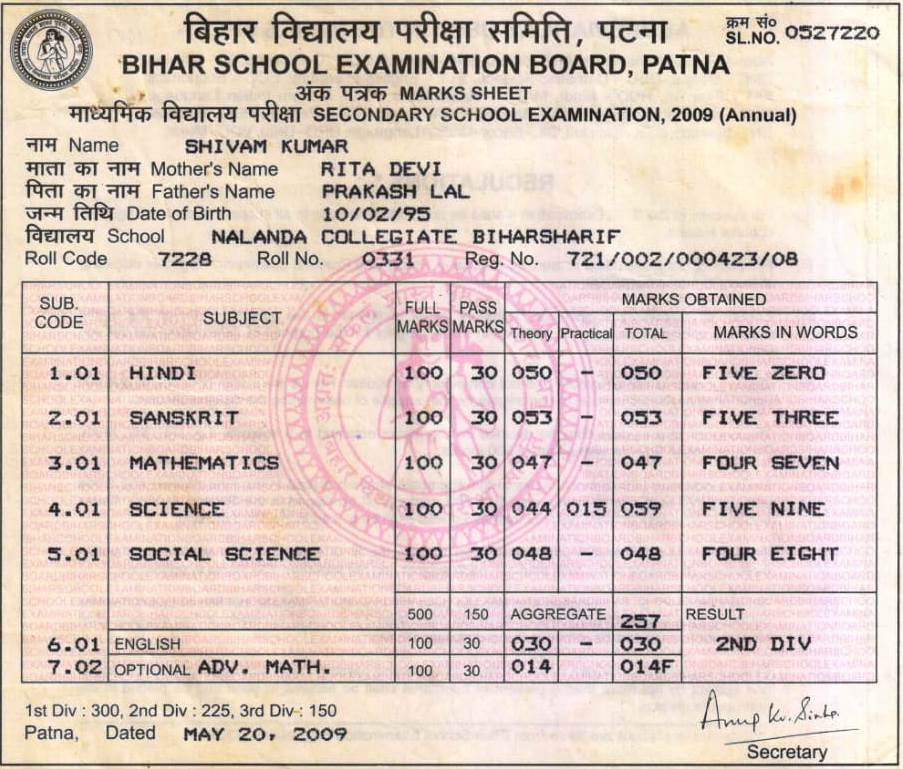 बिहार विद्यालय परीक्षा समिति, पटना
क्रम सं०
SL.NO. 0527220
BIHAR SCHOOL EXAMINATION BOARD, PATNA
अंक पत्रक MARKS SHEET
माध्यमिक विद्यालय परीक्षा SECONDARY SCHOOL EXAMINATION, 2009 (Annual)
नाम Name SHIVAM KUMAR
माता का नाम Mother's Name RITA DEVI
पिता का नाम Father's Name PRAKASH LAL
जन्म तिथि Date of Birth 10/02/95
विद्यालय School NALANDA COLLEGIATE BIHARSHARIF
Roll Code 7228 Roll No. 0331 Reg. No. 721/002/000423/08
SUB. CODE SUBJECT FULL MARKS PASS MARKS MARKS OBTAINED
Theory Practical TOTAL MARKS IN WORDS
1.01 HINDI 100 30 050 - 050 FIVE ZERO
2.01 SANSKRIT 100 30 053 - 053 FIVE THREE
3.01 MATHEMATICS 100 30 047 - 047 FOUR SEVEN
4.01 SCIENCE 100 30 044 015 059 FIVE NINE
5.01 SOCIAL SCIENCE 100 30 048 - 048 FOUR EIGHT
500 150 AGGREGATE 257 RESULT
6.01 ENGLISH 100 30 030 - 030 2ND DIV
7.02 OPTIONAL ADV. MATH. 100 30 014 014F
1st Div : 300, 2nd Div : 225, 3rd Div : 150
Patna, Dated MAY 20, 2009
Secretary